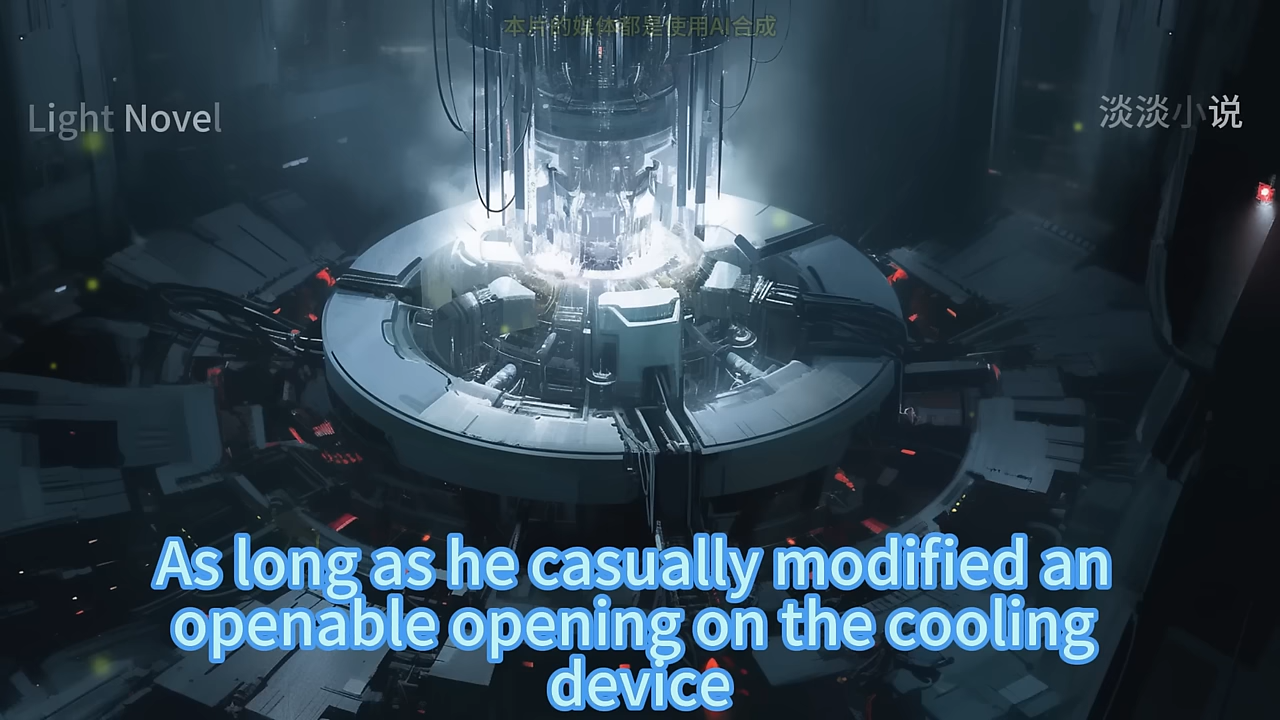 本片的媒体都是使用AI合成
Light Novel
淡淡小说
As long as he casually modified an
openable opening on the cooling
device